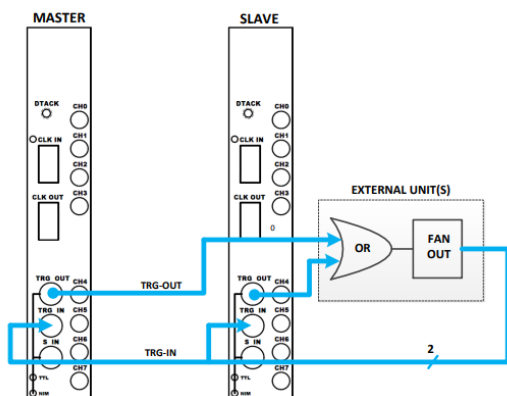 MASTER
SLAVE
DTACK
CH0
CLK IN
CH1
CH2
CLK OUT
CH3
TRG OUT
CH4
TRG IN
CH5
S IN
CH6
TTL
CH7
NIM
DTACK
CH0
CLK IN
CH1
CH2
CLK OUT
CH3
0
TRG OUT
CH4
TRG IN
CH5
S IN
CH6
TTL
CH7
NIM
TRG-OUT
TRG-IN
EXTERNAL UNIT(S)
OR
FAN
OUT
2